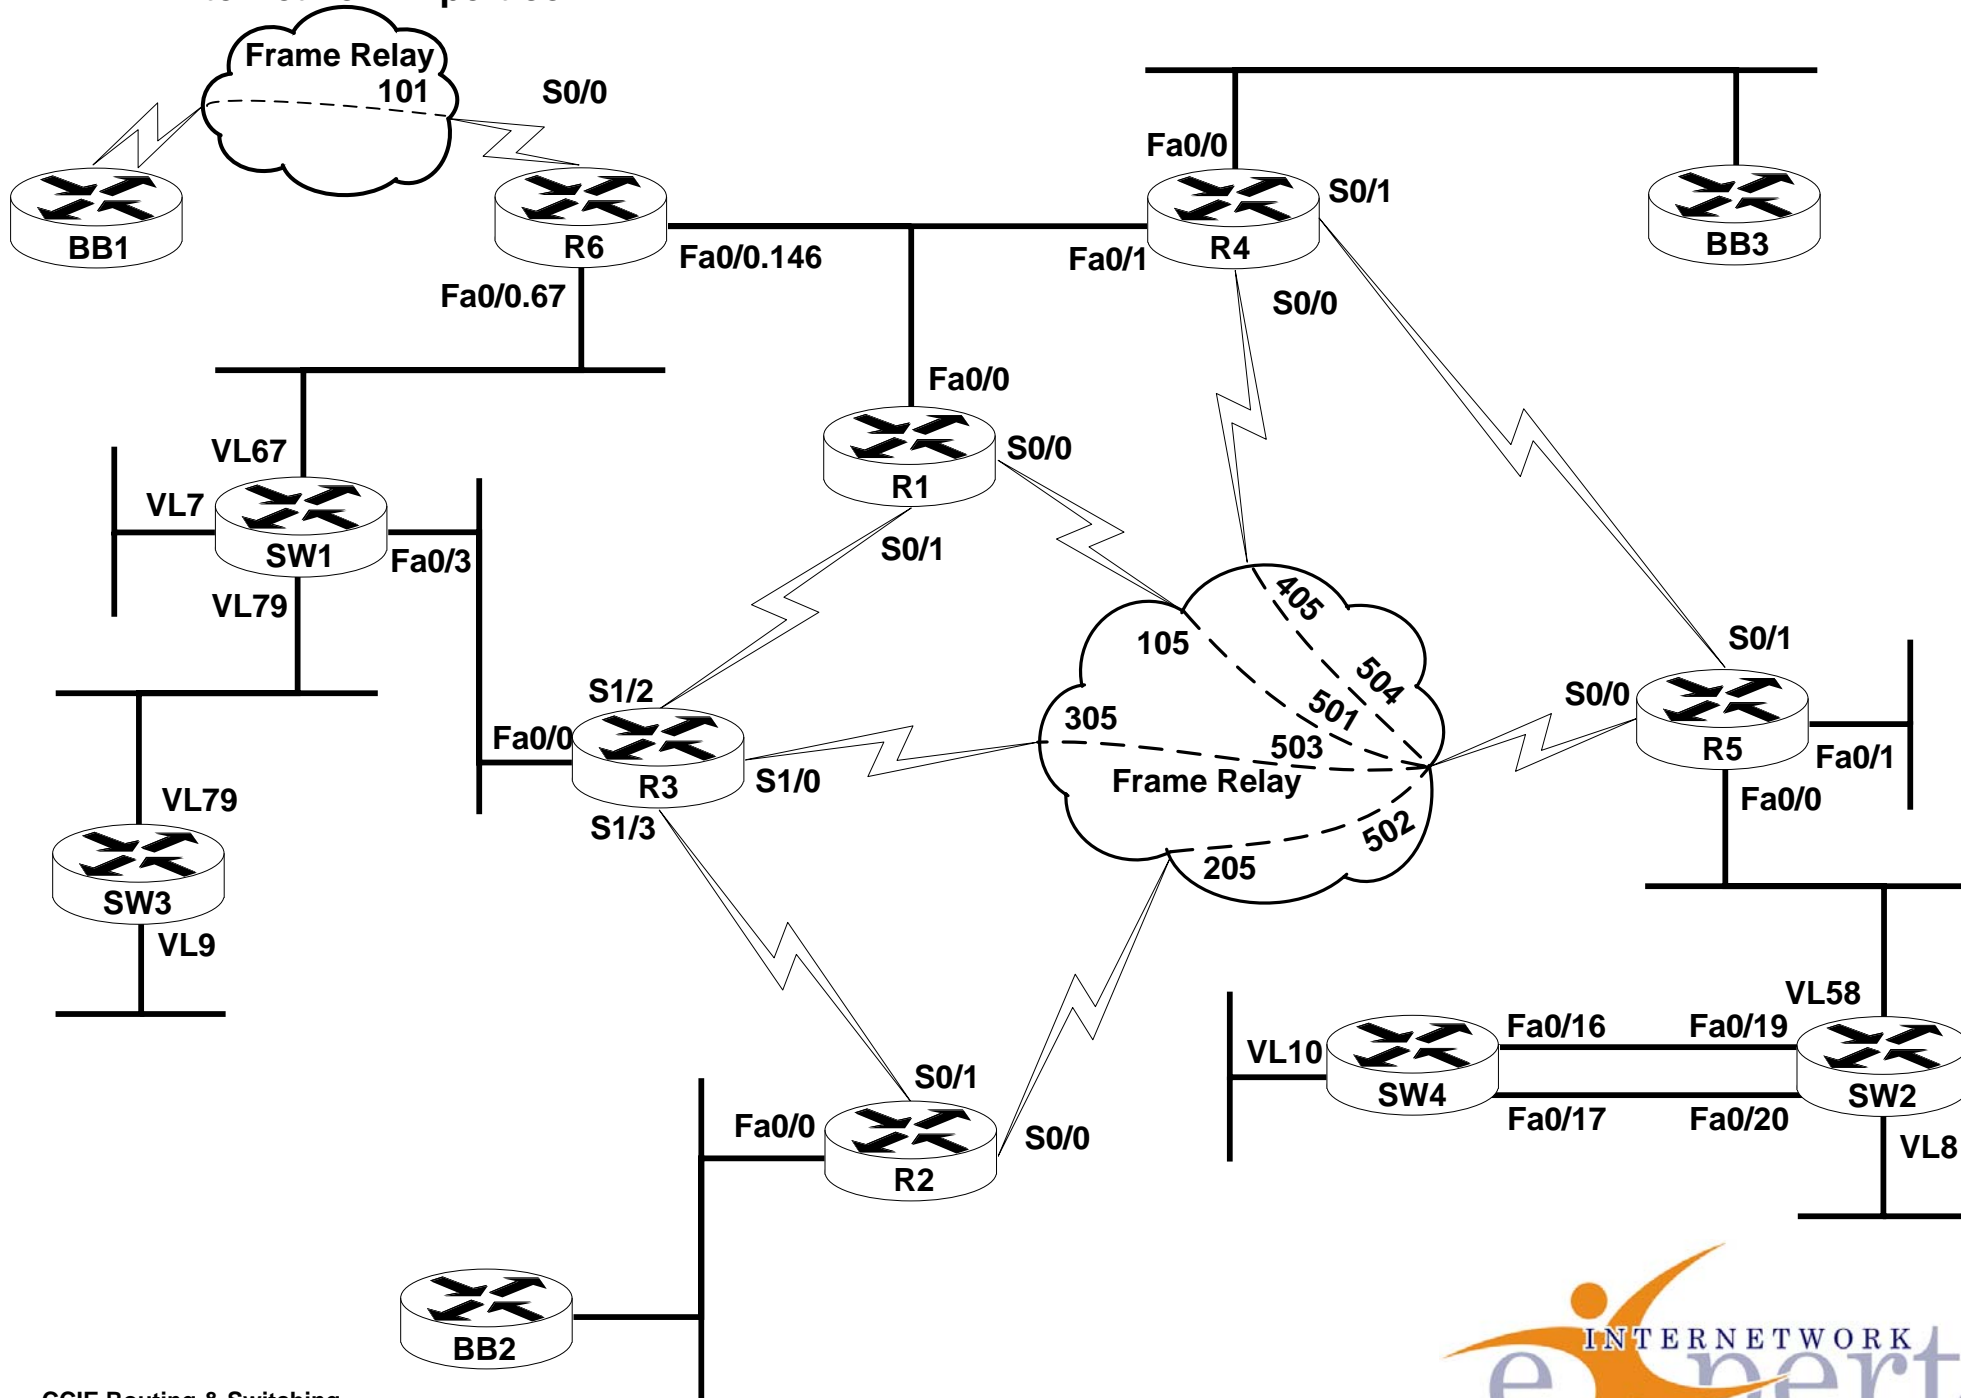 Frame Relay
101
S0/0
Fa0/0
S0/1
BB1
R6
Fa0/0.146
Fa0/1
R4
BB3
Fa0/0.67
S0/0
Fa0/0
VL67
S0/0
VL7
R1
SW1
Fa0/3
S0/1
VL79
405
105
S0/1
504
S1/2
S0/0
501
305
Fa0/0
503
R5
Fa0/1
R3
S1/0
Frame Relay
VL79
Fa0/0
S1/3
502
205
SW3
VL9
VL58
Fa0/16
Fa0/19
VL10
S0/1
SW4
SW2
Fa0/0
Fa0/17
Fa0/20
S0/0
VL8
R2
BB2
INTERNETWORK
expert
CCIE Routing & Switching